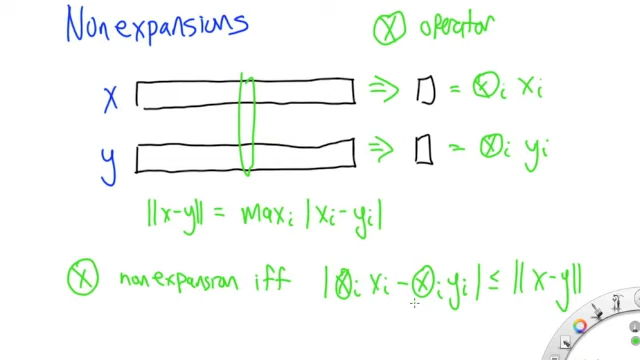 Nonexpansions ⊗ operator
x ⇒ □ = ⊗i xi
y ⇒ □ = ⊗i yi
||x-y|| = maxi |xi-yi|
⊗ nonexpansion iff |⊗i xi - ⊗i yi| ≤ ||x-y||